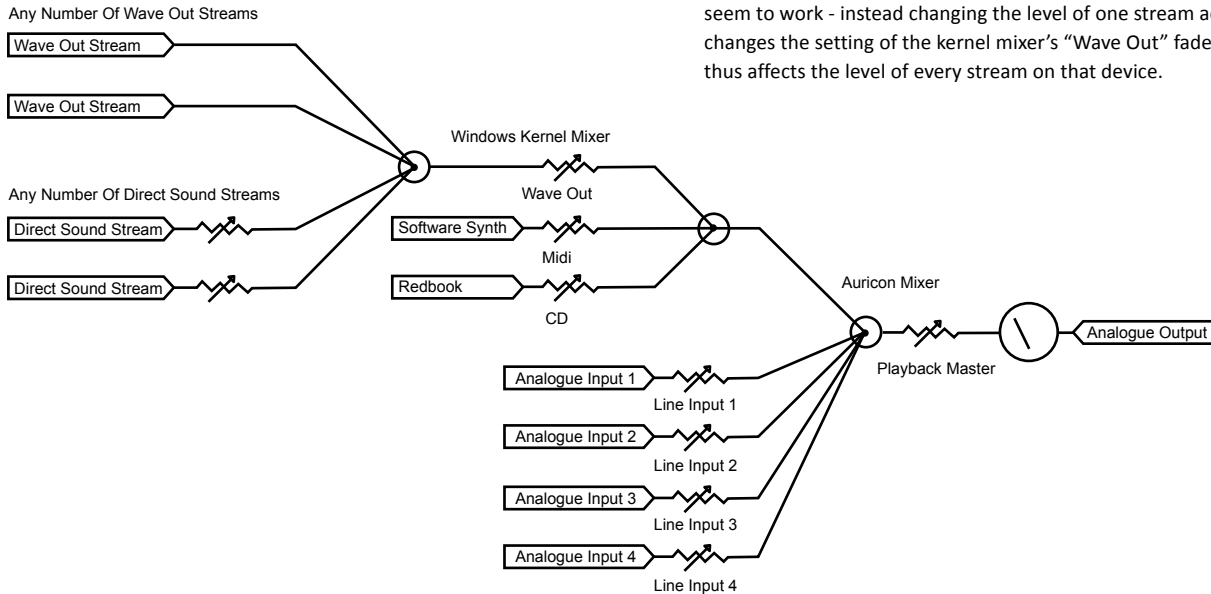 seem to work - instead changing the level of one stream
changes the setting of the kernel mixer's “Wave Out”
thus affects the level of every stream on that device.
Any Number Of Wave Out Streams
Wave Out Stream
Wave Out Stream
Any Number Of Direct Sound Streams
Direct Sound Stream
Direct Sound Stream
Windows Kernel Mixer
Wave Out
Software Synth
Midi
Redbook
CD
Auricon Mixer
Playback Master
Analogue Output
Analogue Input 1
Line Input 1
Analogue Input 2
Line Input 2
Analogue Input 3
Line Input 3
Analogue Input 4
Line Input 4